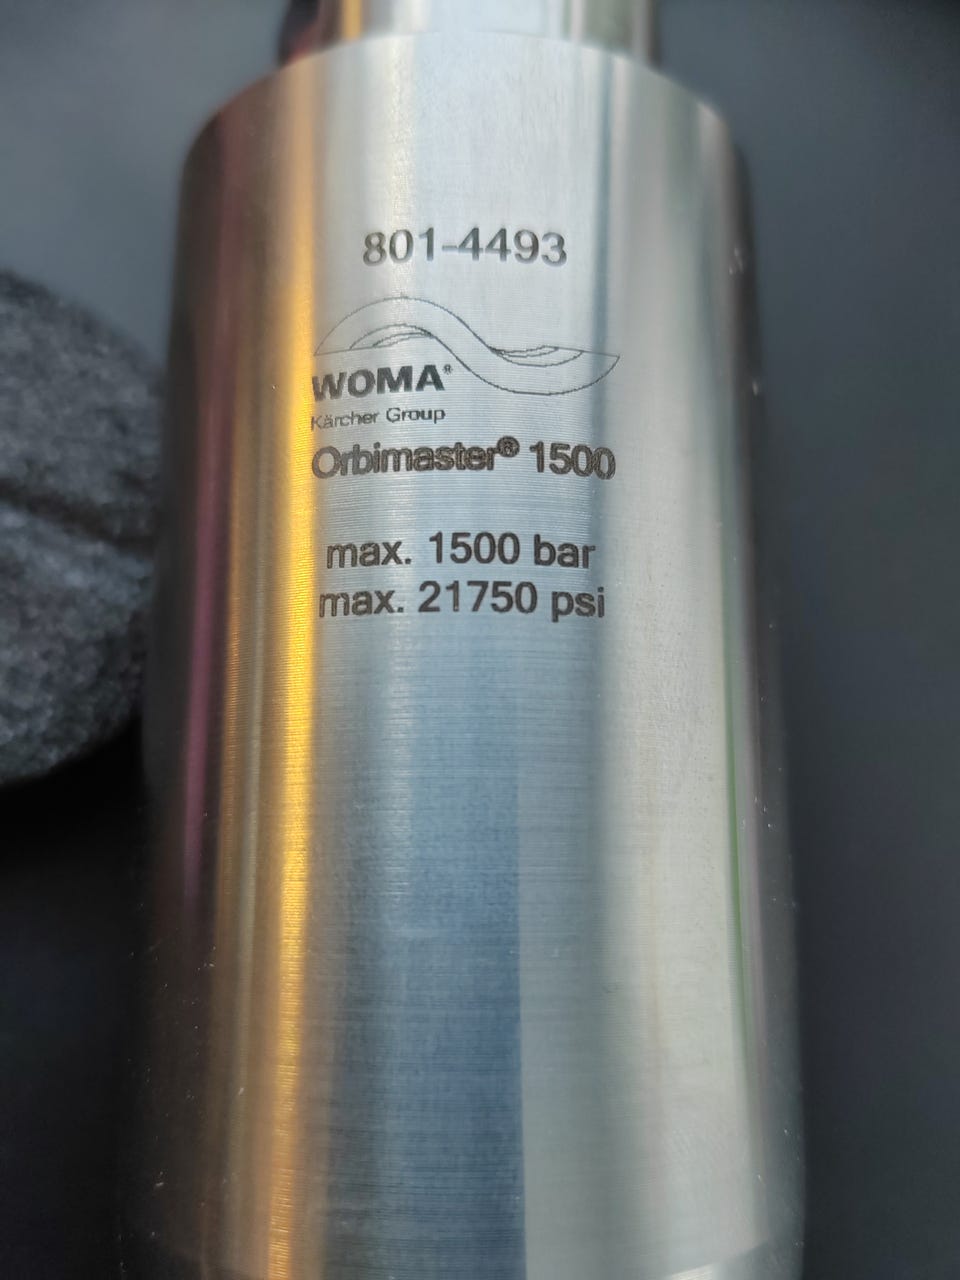 801-4493
WOMA®
Kärcher Group
Orbimaster® 1500
max. 1500 bar
max. 21750 psi